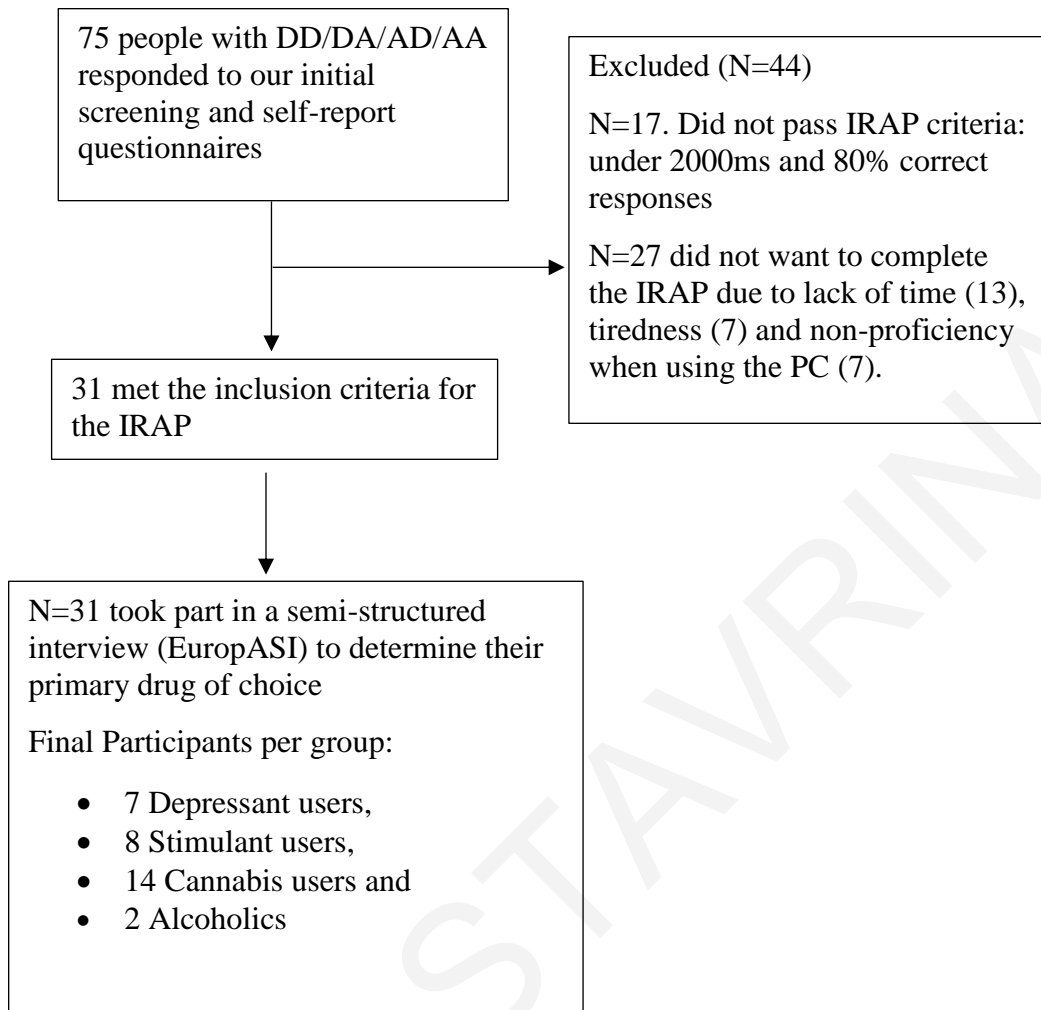 75 people with DD/DA/AD/AA
responded to our initial
screening and self-report
questionnaires
Excluded (N=44)
N=17. Did not pass IRAP criteria:
under 2000ms and 80% correct
responses
N=27 did not want to complete
the IRAP due to lack of time (13),
tiredness (7) and non-proficiency
when using the PC (7).
31 met the inclusion criteria for
the IRAP
N=31 took part in a semi-structured
interview (EuropASI) to determine their
primary drug of choice
Final Participants per group:
• 7 Depressant users,
• 8 Stimulant users,
• 14 Cannabis users and
• 2 Alcoholics